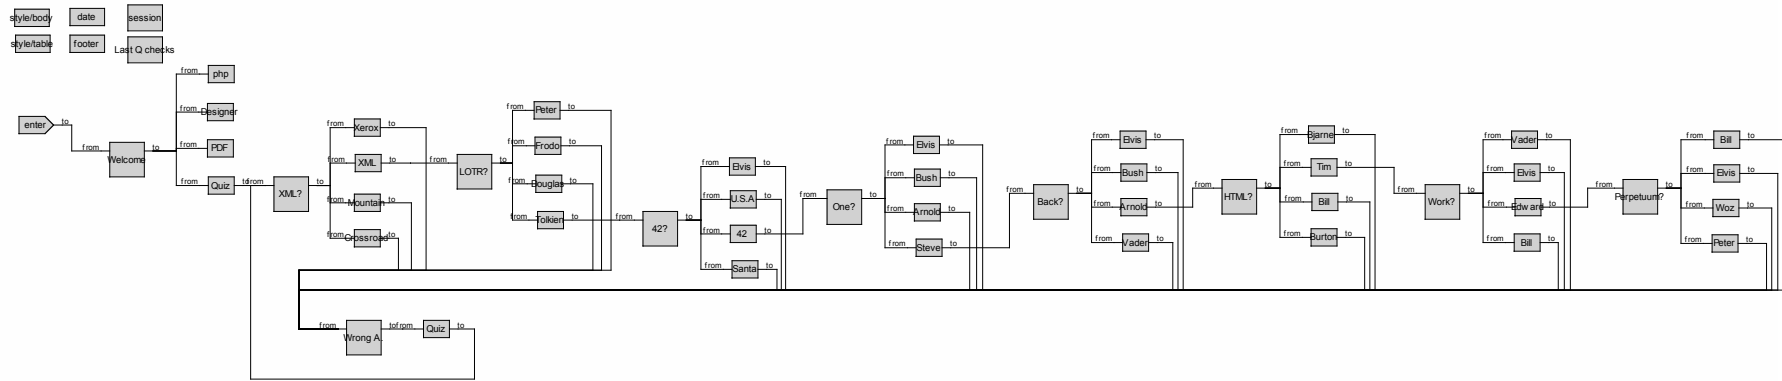 style/body
date
session
style/table
footer
Last Q checks
enter
to
from
Welcome
to
from
php
from
Designer
from
PDF
from
Quiz
to
from
XML?
to
from
Xerox
to
from
XML
to
from
Mountain
to
from
Crossroad
to
from
LOTR?
to
from
Peter
to
from
Frodo
to
from
Douglas
to
from
Tolkien
to
from
42?
to
from
Elvis
to
from
U.S.A
to
from
42
to
from
Santa
to
from
One?
to
from
Elvis
to
from
Bush
to
from
Arnold
to
from
Steve
to
from
Back?
to
from
Elvis
to
from
Bush
to
from
Arnold
to
from
Vader
to
from
HTML?
to
from
Bjarne
to
from
Tim
to
from
Bill
to
from
Burton
to
from
Work?
to
from
Vader
to
from
Elvis
to
from
Edward
to
from
Bill
to
from
Perpetuum?
to
from
Bill
to
from
Elvis
to
from
Woz
to
from
Peter
to
from
Wrong A.
to
from
Quiz
to